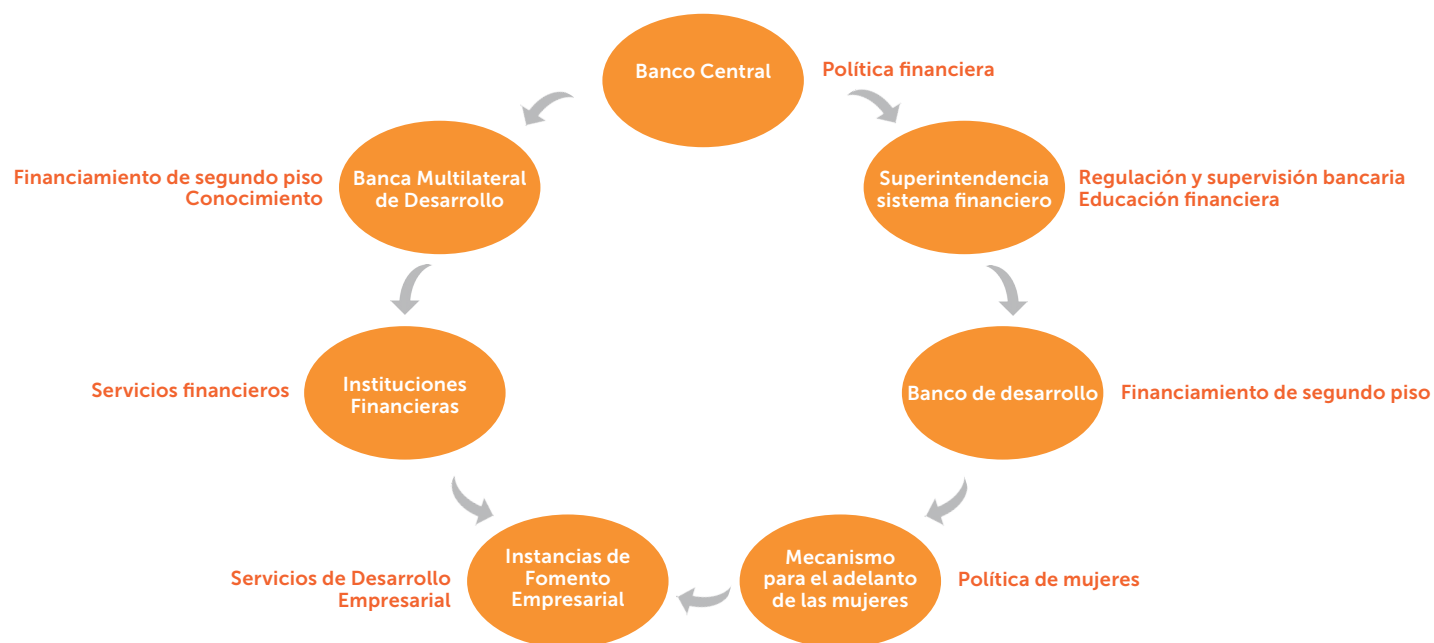 Banco Central
Política financiera
Financiamiento de segundo piso
Conocimiento
Banca Multilateral
de Desarrollo
Superintendencia
sistema financiero
Regulación y supervisión bancaria
Educación financiera
Servicios financieros
Instituciones
Financieras
Banco de desarrollo
Financiamiento de segundo piso
Servicios de Desarrollo
Empresarial
Instancias de
Fomento
Empresarial
Mecanismo
para el adelanto
de las mujeres
Política de mujeres